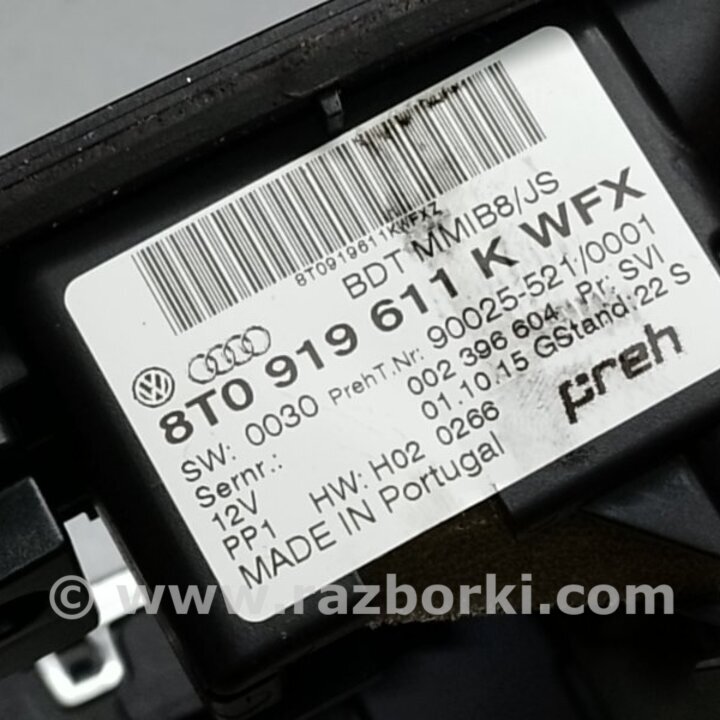 8T0919611KWFXZ
BDT MMIB8/JS
8T0 919 611 K WFX
SW: 0030 PrehT.Nr: 90025-521/0001
Sernr.: 002 396 604 Pr: SVI
12V 01.10.15 GStand: 22 S
PP1 HW: H02 0266
MADE IN Portugal
preh
© www.razborki.com